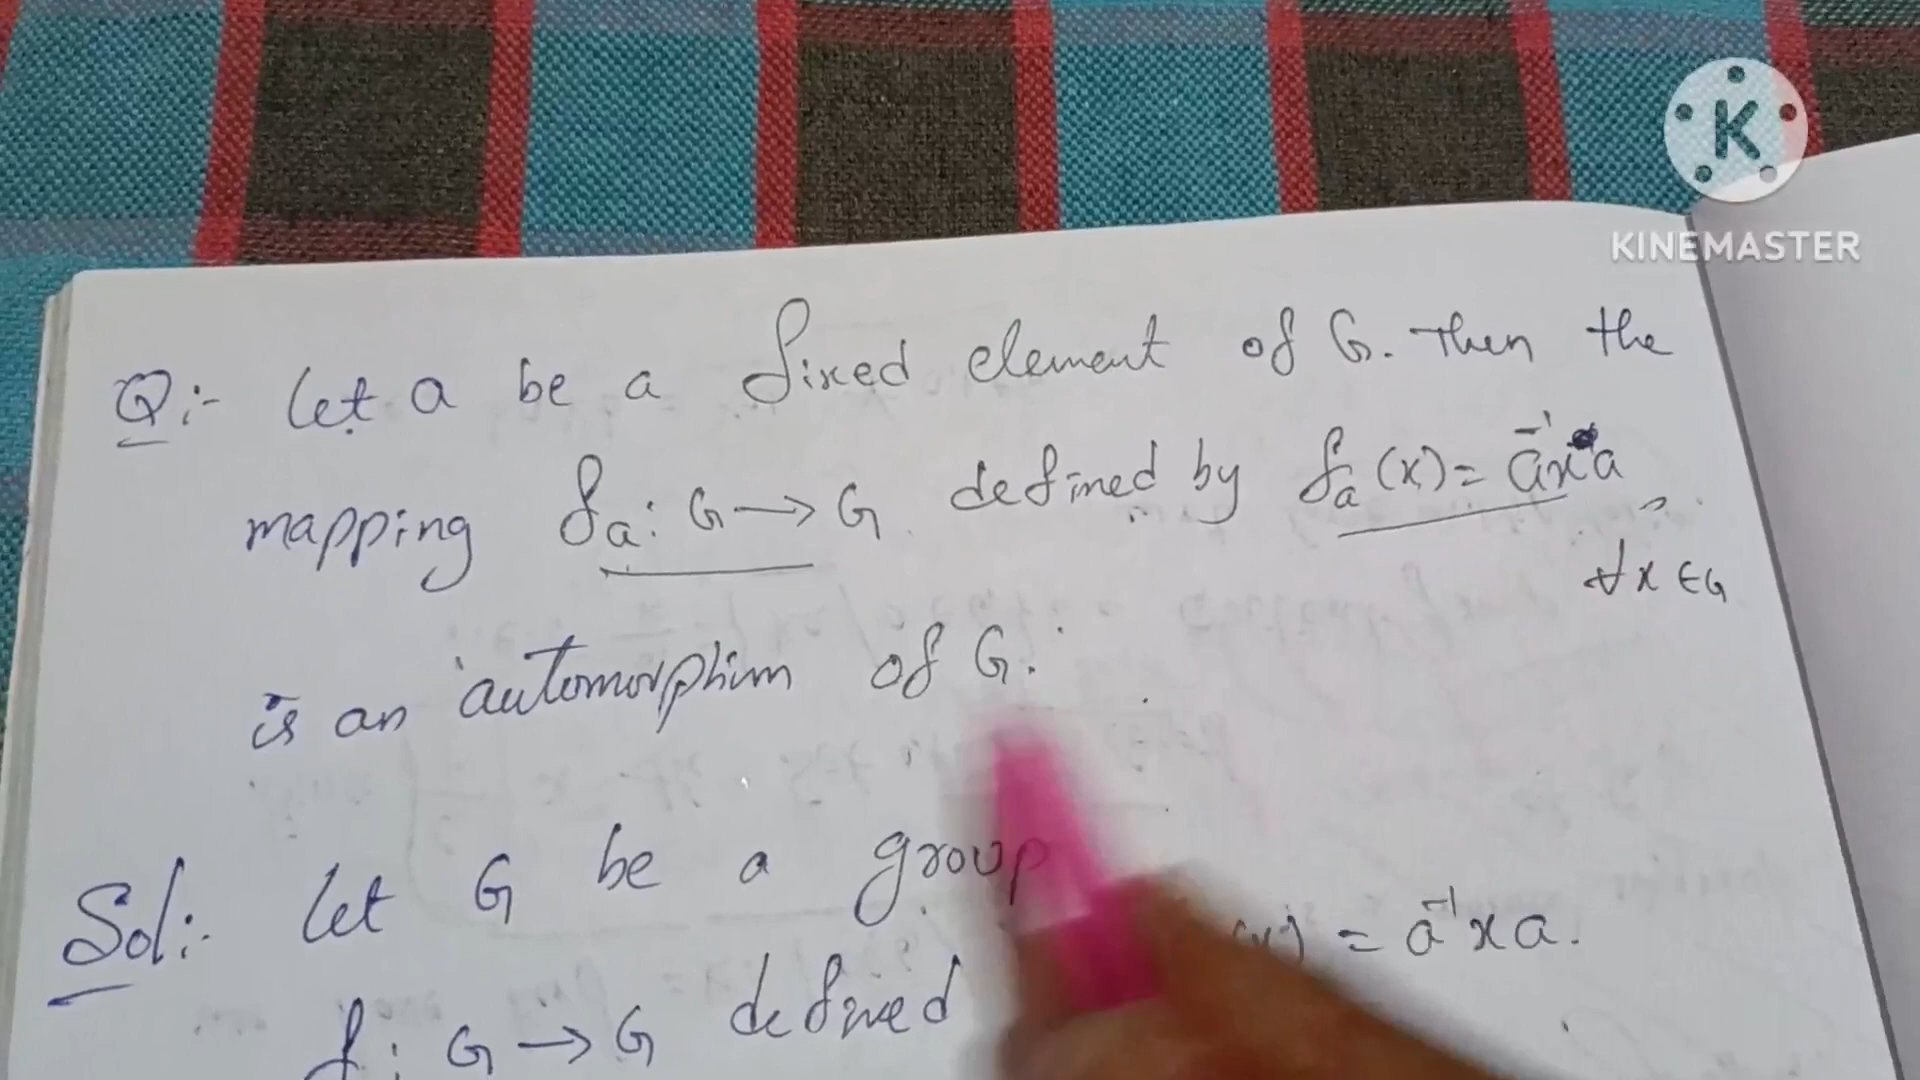 K
KINEMASTER
Q:- Let a be a fixed element of G. Then the
mapping fₐ: G → G defined by fₐ(x) = a⁻¹xa,
∀ x ∈ G
is an automorphim of G.
Sol:- Let G be a group
f: G → G defined (x) = a⁻¹xa.